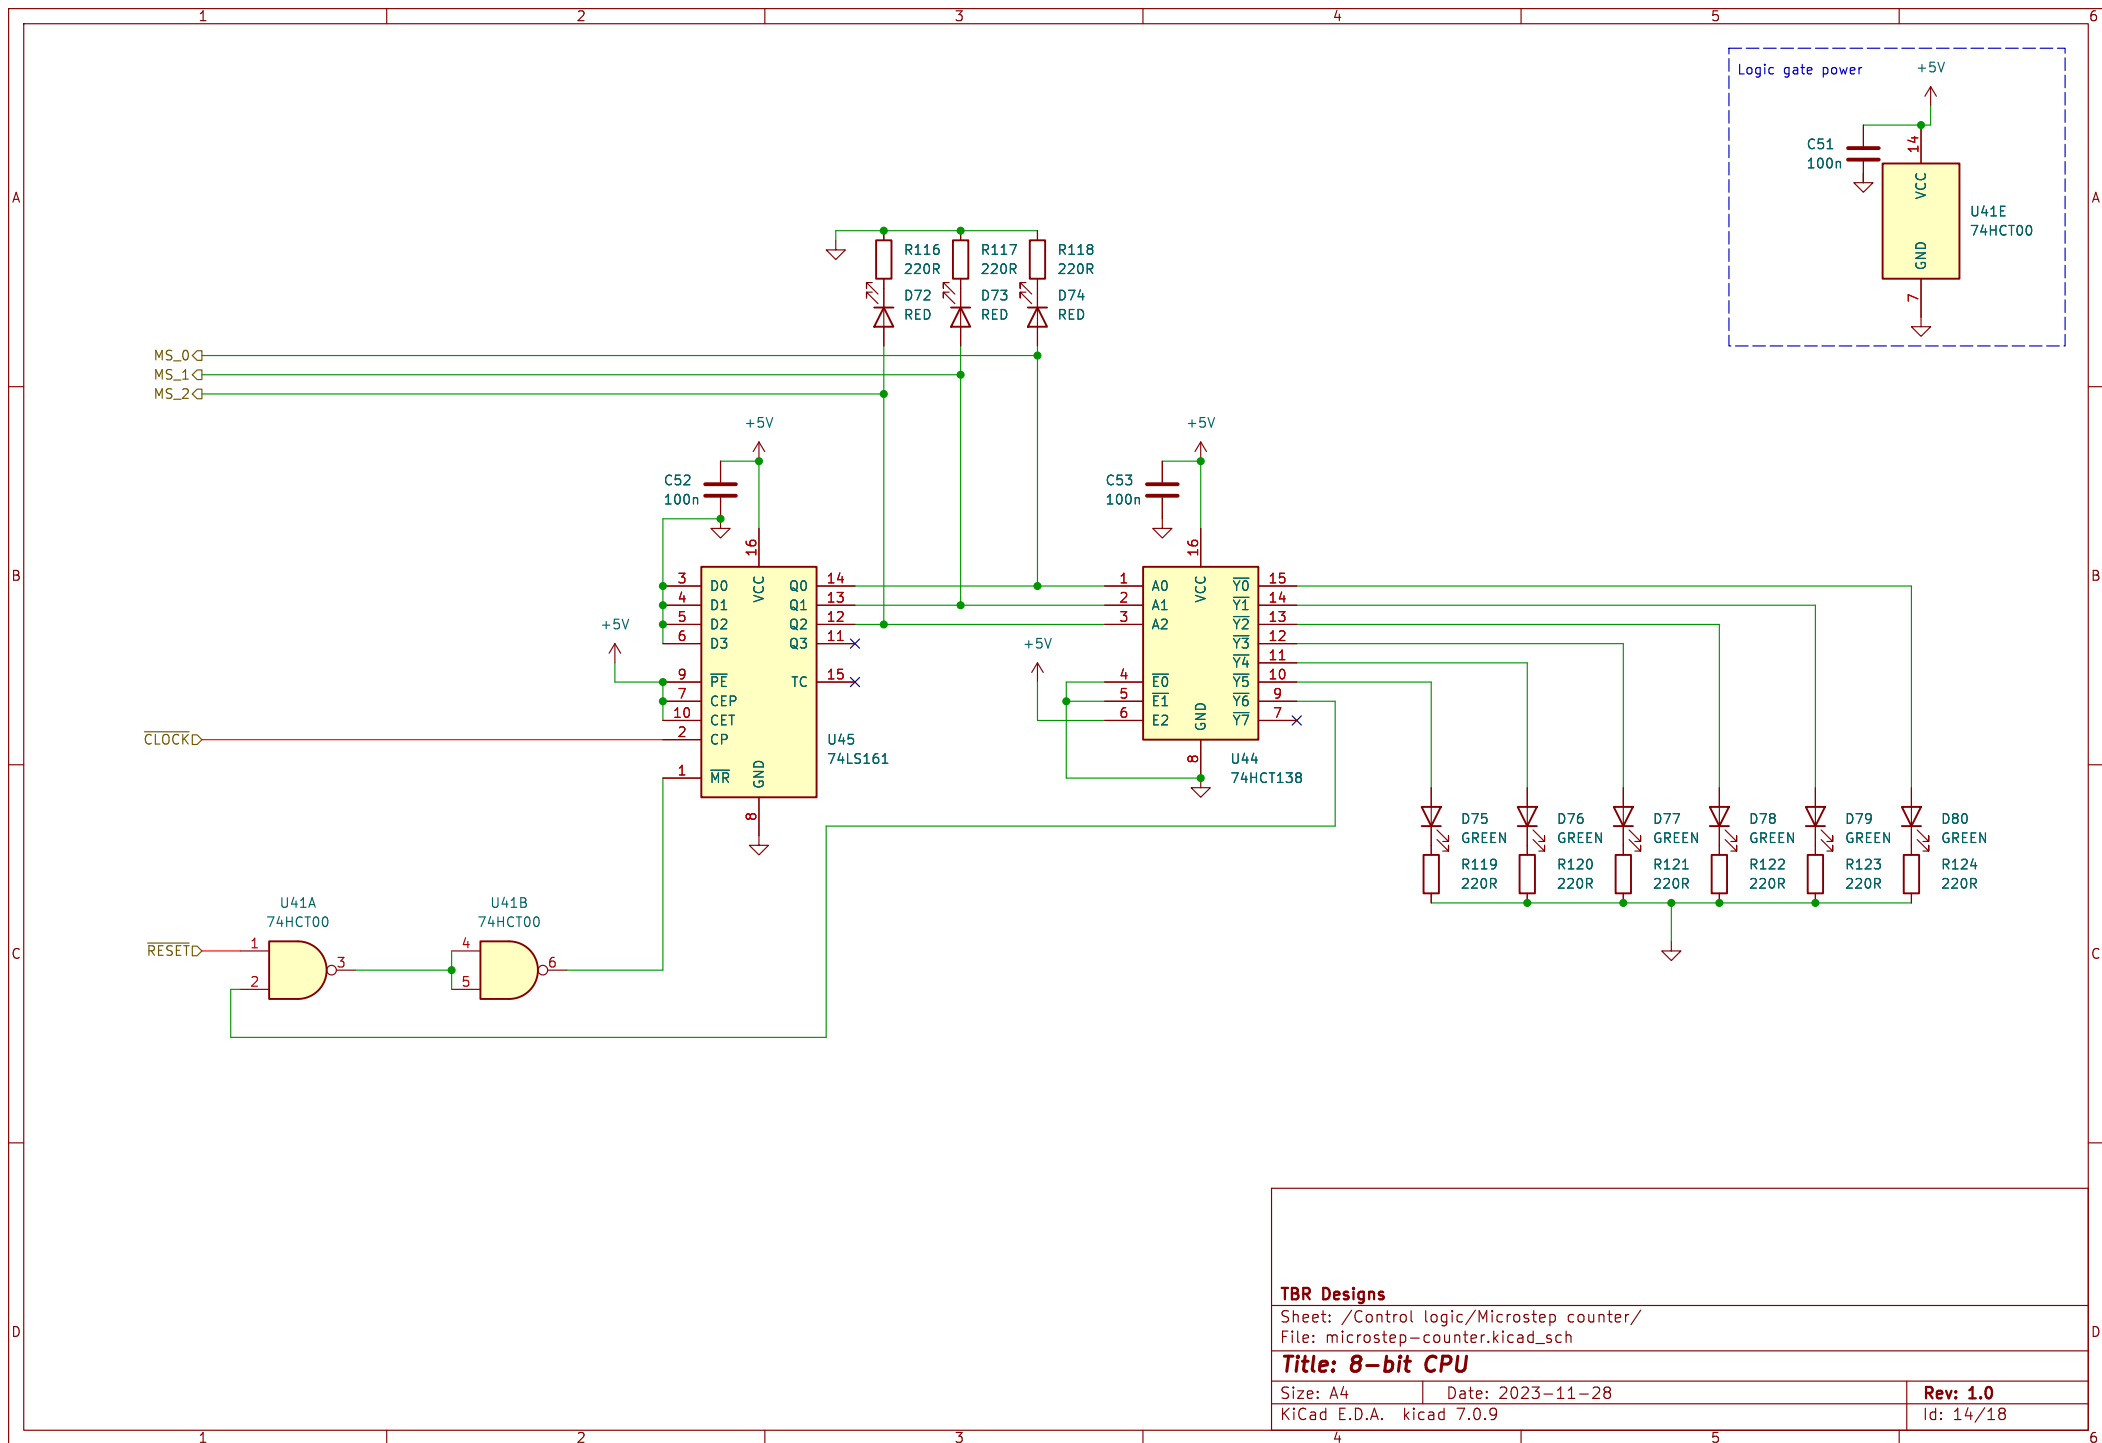 1 2 3 4 5 6
Logic gate power
+5V
C51
100n
14
VCC
GND
7
U41E
74HCT00
A A
R116
220R
R117
220R
R118
220R
D72
RED
D73
RED
D74
RED
MS_0
MS_1
MS_2
+5V
C52
100n
16
VCC
3 D0 Q0 14
4 D1 Q1 13
5 D2 Q2 12
6 D3 Q3 11
9 PE TC 15
7 CEP
10 CET
2 CP
1 MR
GND
8
U45
74LS161
+5V
CLOCK
+5V
C53
100n
16
VCC
1 A0 Y0 15
2 A1 Y1 14
3 A2 Y2 13
Y3 12
Y4 11
4 E0 Y5 10
5 E1 Y6 9
6 E2 Y7 7
GND
8
U44
74HCT138
+5V
B B
D75
GREEN
D76
GREEN
D77
GREEN
D78
GREEN
D79
GREEN
D80
GREEN
R119
220R
R120
220R
R121
220R
R122
220R
R123
220R
R124
220R
U41A
74HCT00
1
2
3
U41B
74HCT00
4
5
6
RESET
C C
TBR Designs
Sheet: /Control logic/Microstep counter/
File: microstep-counter.kicad_sch
Title: 8-bit CPU
Size: A4 Date: 2023-11-28 Rev: 1.0
KiCad E.D.A. kicad 7.0.9 Id: 14/18
D D
1 2 3 4 5 6